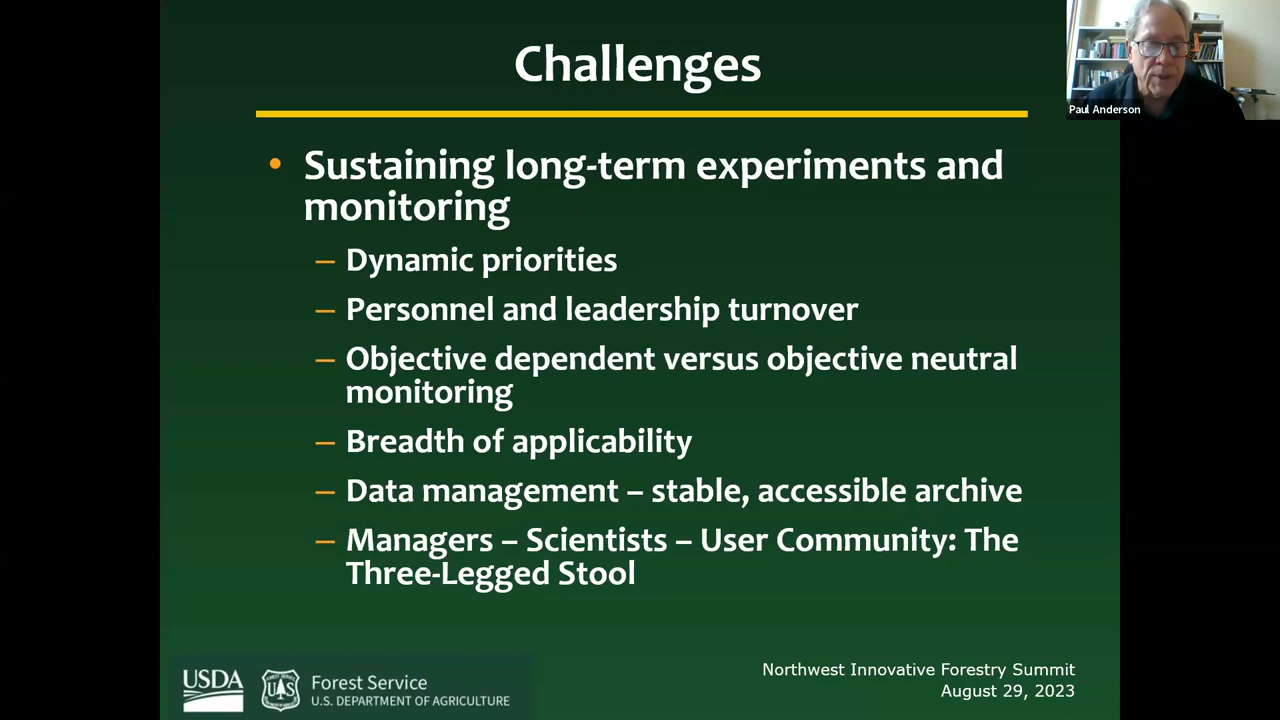 Challenges
Paul Anderson
• Sustaining long-term experiments and
monitoring
– Dynamic priorities
– Personnel and leadership turnover
– Objective dependent versus objective neutral
monitoring
– Breadth of applicability
– Data management – stable, accessible archive
– Managers – Scientists – User Community: The
Three-Legged Stool
USDA
Forest Service
U.S. DEPARTMENT OF AGRICULTURE
Northwest Innovative Forestry Summit
August 29, 2023